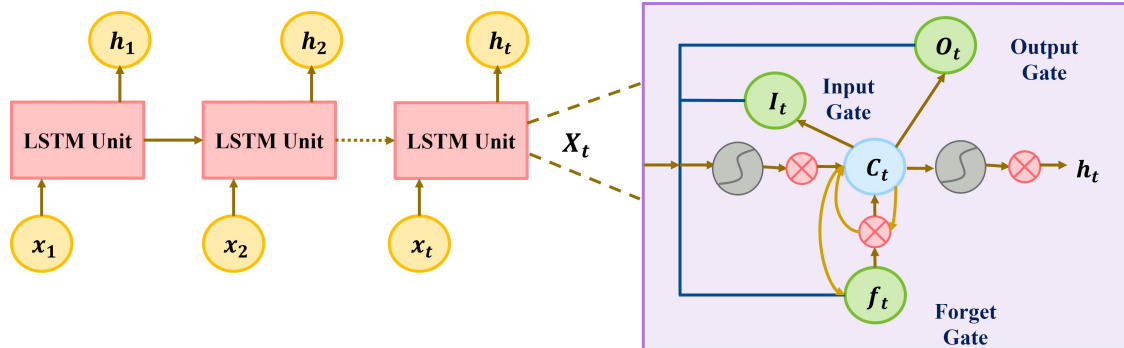 h₁ h₂ hₜ
LSTM Unit LSTM Unit LSTM Unit
x₁ x₂ xₜ
Xₜ
Oₜ
Output
Gate
Iₜ
Input
Gate
Cₜ
hₜ
fₜ
Forget
Gate